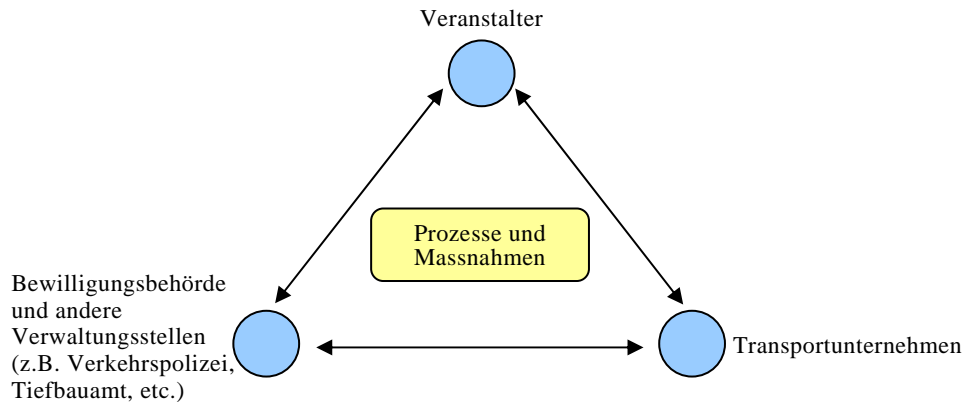 Veranstalter
Prozesse und
Massnahmen
Bewilligungsbehörde
und andere
Verwaltungsstellen
(z.B. Verkehrspolizei,
Tiefbauamt, etc.)
Transportunternehmen